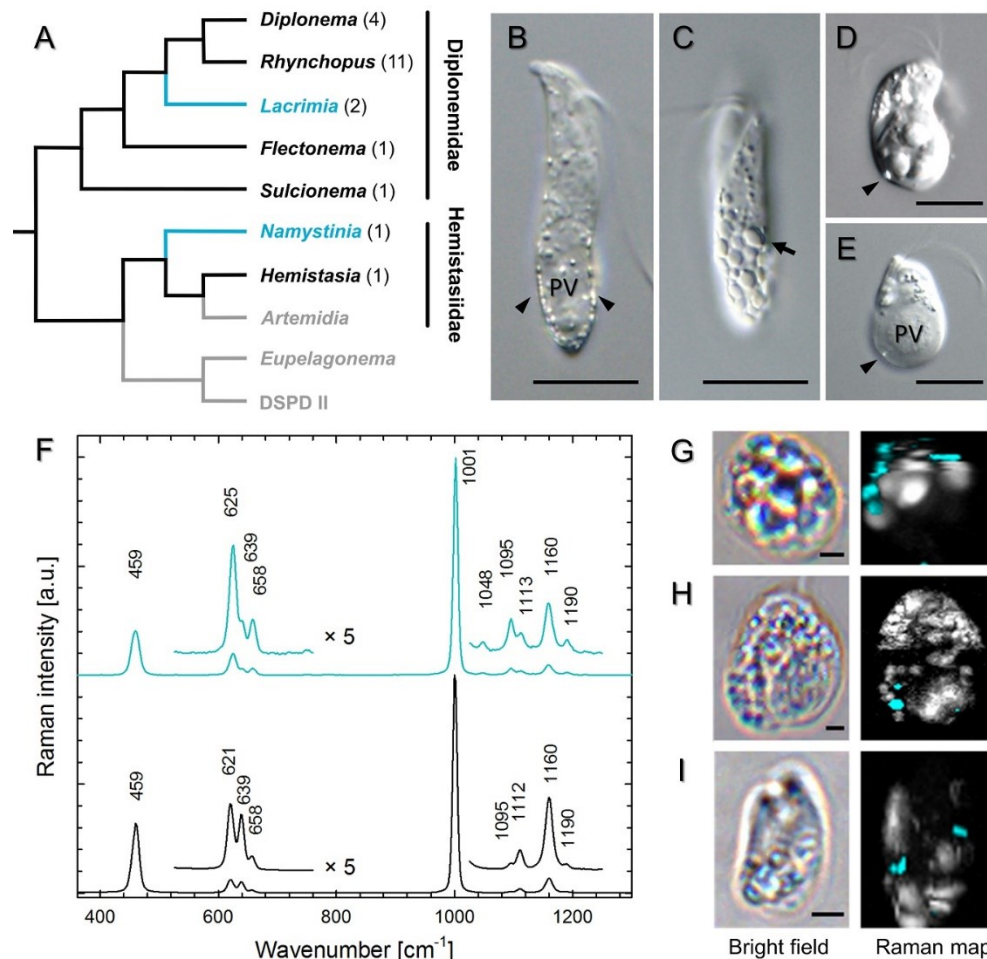 A
Diplonema (4)
Rhynchopus (11)
Lacrimia (2)
Flectonema (1)
Sulcionema (1)
Namystinia (1)
Hemistasia (1)
Artemidia
Eupelagonema
DSPD II
Diplonemidae
Hemistasiidae
B
PV
C
D
E
PV
F
1001
625
639
658
459
1048
1095
1113
1160
1190
× 5
459
621
639
658
1095
1112
1160
1190
× 5
Raman intensity [a.u.]
400
600
800
1000
1200
Wavenumber [cm-1]
G
H
I
Bright field
Raman map